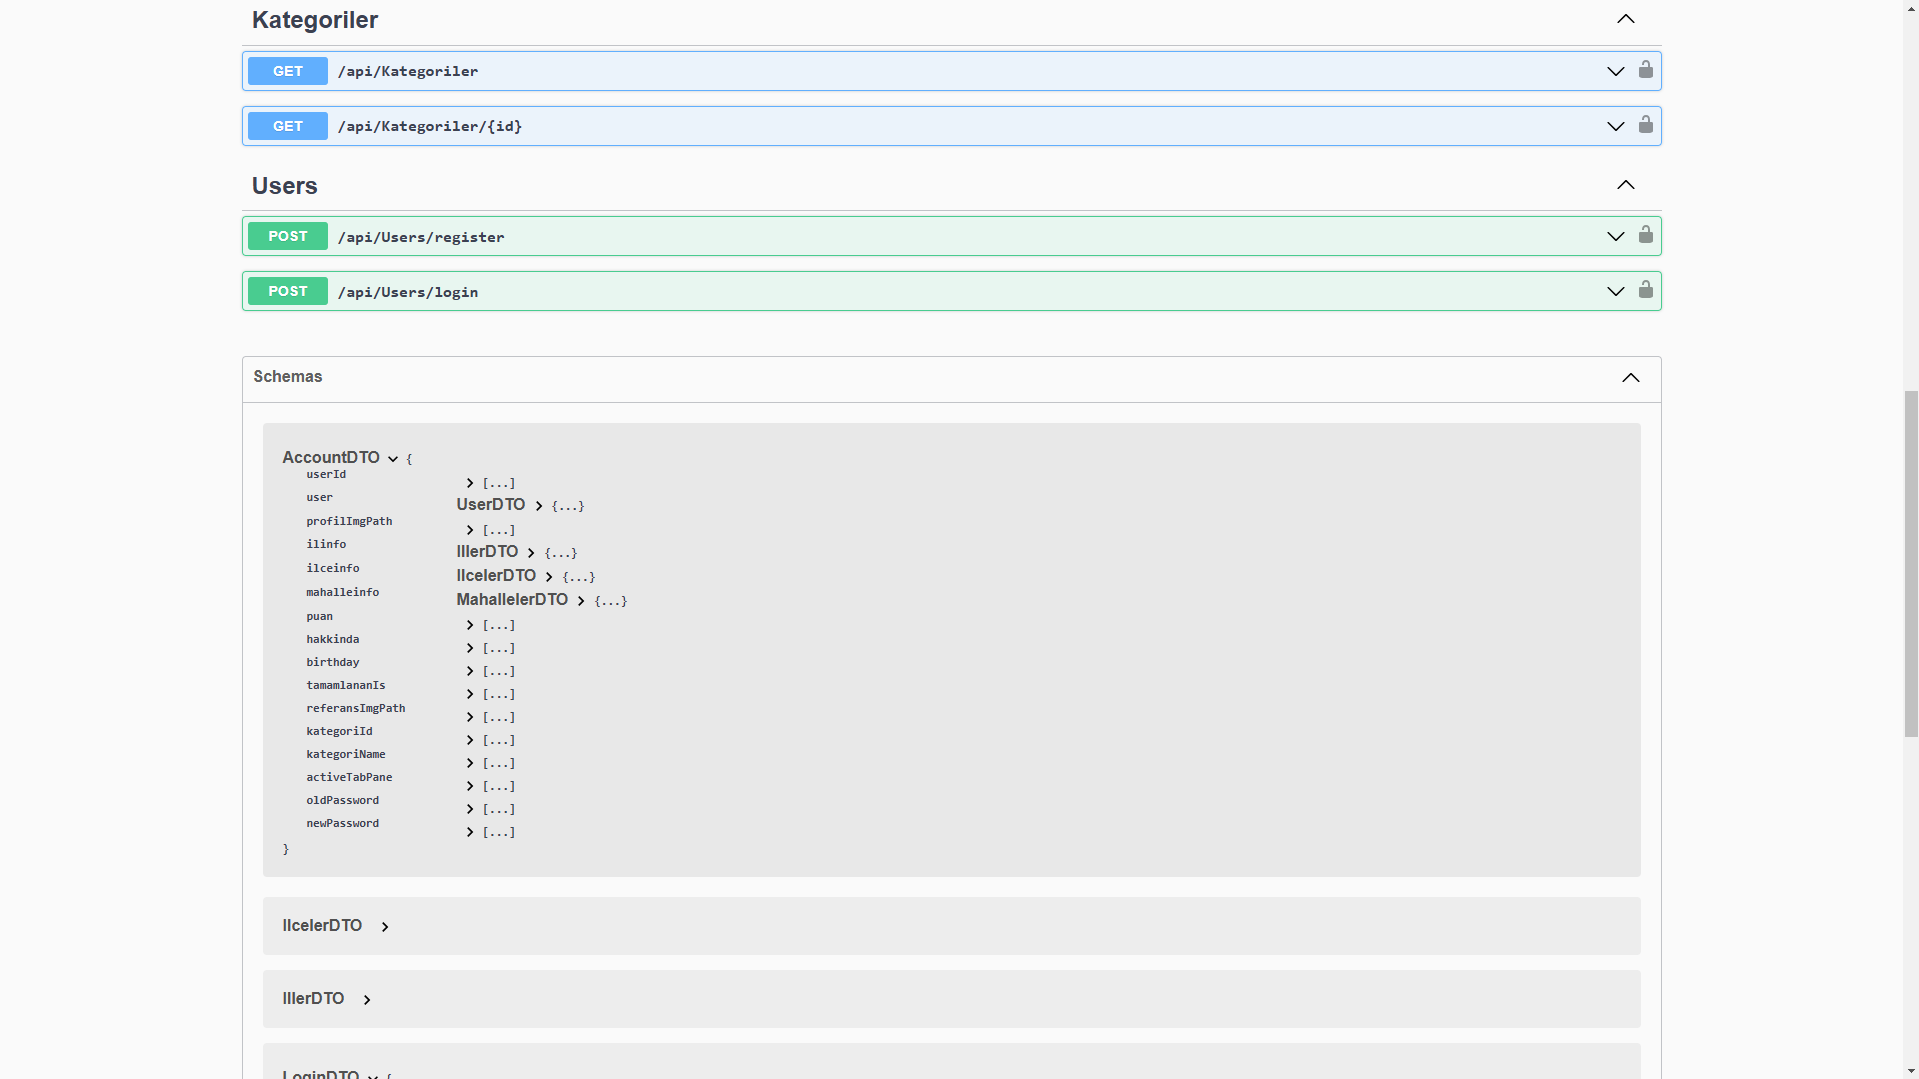 Kategoriler
GET /api/Kategoriler
GET /api/Kategoriler/{id}
Users
POST /api/Users/register
POST /api/Users/login
Schemas
AccountDTO {
userId [...]
user UserDTO {...}
profilImgPath [...]
ilinfo IllerDTO {...}
ilceinfo IlcelerDTO {...}
mahalleinfo MahallelerDTO {...}
puan [...]
hakkinda [...]
birthday [...]
tamamlananIs [...]
referansImgPath [...]
kategoriId [...]
kategoriName [...]
activeTabPane [...]
oldPassword [...]
newPassword [...]
}
IlcelerDTO
IllerDTO
LoginDTO {